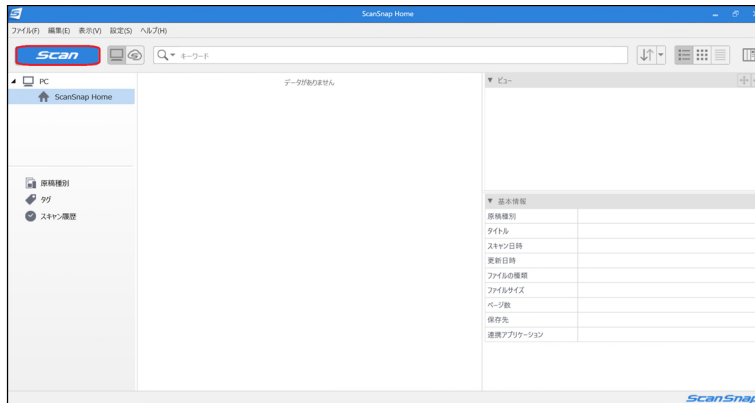 ScanSnap Home
ファイル(F) 編集(E) 表示(V) 設定(S) ヘルプ(H)
Scan
キーワード
PC
ScanSnap Home
データがありません
ビュー
原稿種別
タグ
スキャン履歴
基本情報
原稿種別
タイトル
スキャン日時
更新日時
ファイルの種類
ファイルサイズ
ページ数
保存先
連携アプリケーション
ScanSnap